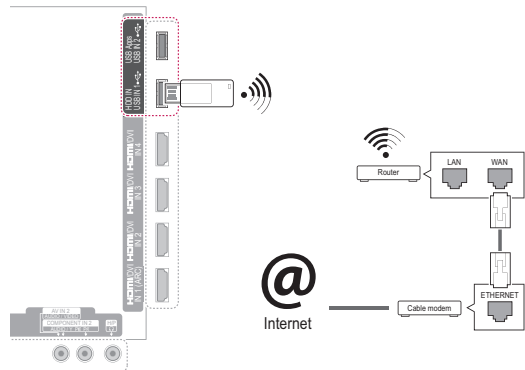 USB Apps
USB IN 2
HDD IN
USB IN 1
HDMI/DVI
IN 4
HDMI/DVI
IN 3
HDMI/DVI
IN 2
HDMI/DVI
IN 1 (ARC)
AV IN 2
AUDIO / VIDEO
COMPONENT IN 2
H/P
Router
LAN
WAN
@
Internet
Cable modem
ETHERNET